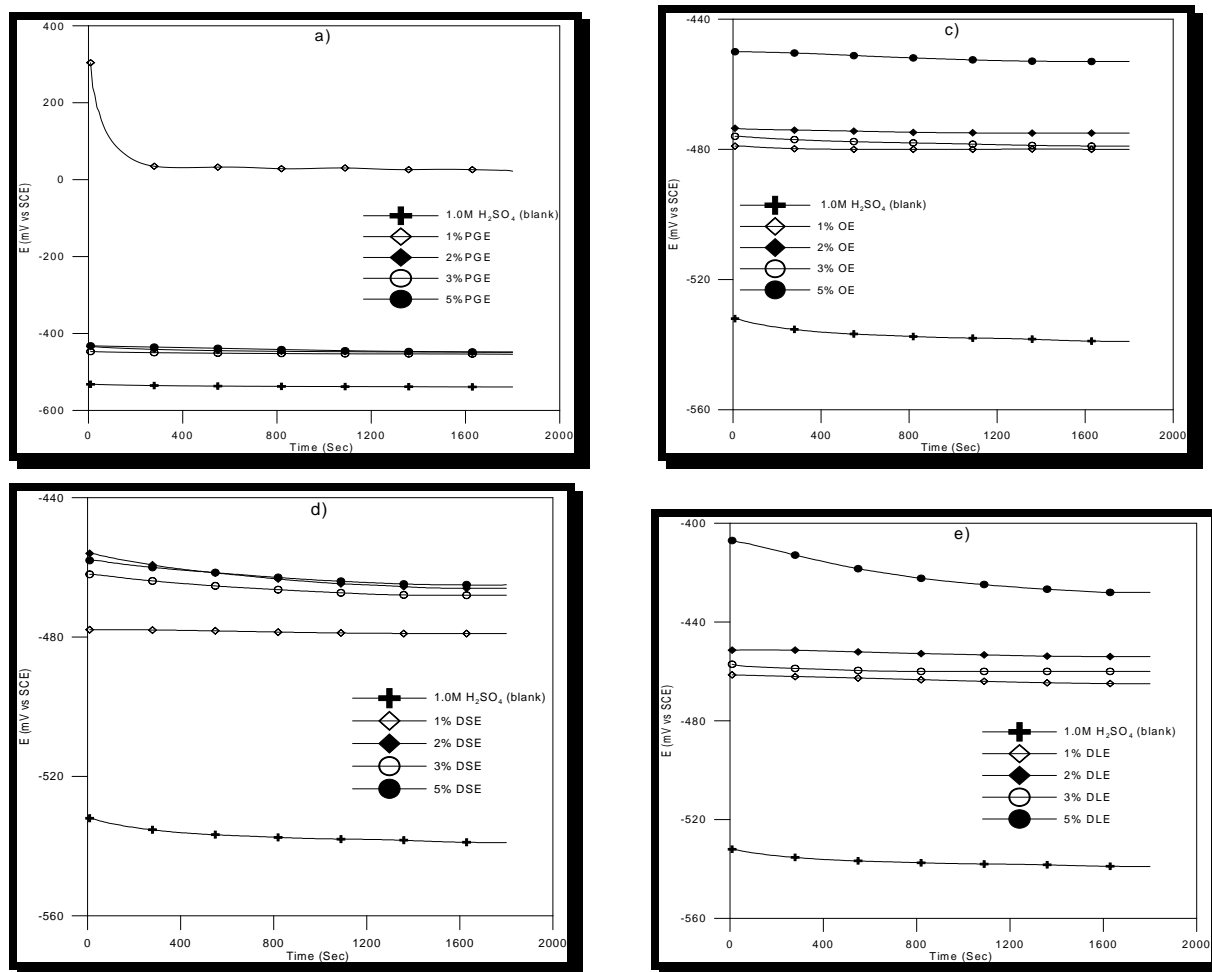 a)
400
200
0
-200
-400
-600
E (mV vs SCE)
1.0M H₂SO₄ (blank)
1%PGE
2%PGE
3%PGE
5%PGE
0 400 800 1200 1600 2000
Time (Sec)
c)
-440
-480
-520
-560
E (mV vs SCE)
1.0M H₂SO₄ (blank)
1% OE
2% OE
3% OE
5% OE
0 400 800 1200 1600 2000
Time (Sec)
d)
-440
-480
-520
-560
E (mV vs SCE)
1.0M H₂SO₄ (blank)
1% DSE
2% DSE
3% DSE
5% DSE
0 400 800 1200 1600 2000
Time (Sec)
e)
-400
-440
-480
-520
-560
E (mV vs SCE)
1.0M H₂SO₄ (blank)
1% DLE
2% DLE
3% DLE
5% DLE
0 400 800 1200 1600 2000
Time (Sec)